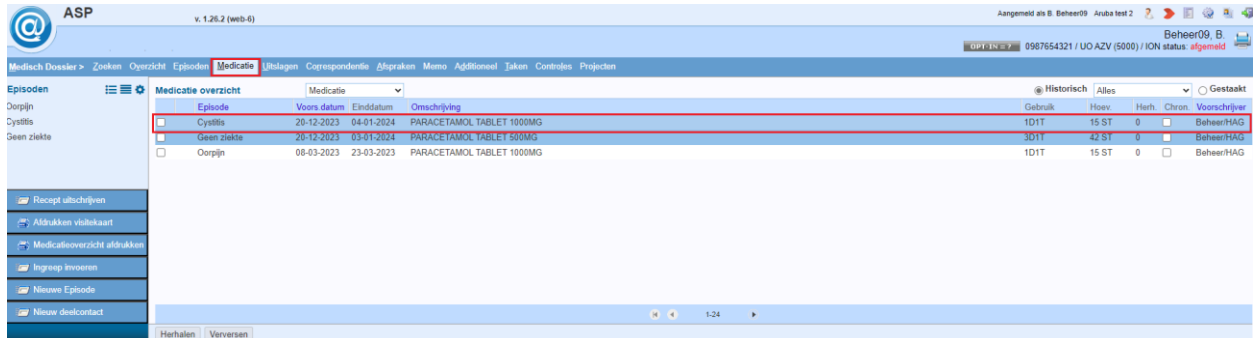 ASP v. 1.26.2 (web-6) Aangemeld als B. Beheer09 Aruba test 2
Beheer09, B.
OPT-IN = ? 0987654321 / UO AZV (5000) / ION status: afgemeld
Medisch Dossier > Zoeken Overzicht Episoden Medicatie Uitslagen Correspondentie Afspraken Memo Additioneel Taken Controles Projecten
Episoden Medicatie overzicht Medicatie Historisch Alles Gestaakt
Oorpijn Episode Voors.datum Einddatum Omschrijving Gebruik Hoev. Herh. Chron. Voorschrijver
Cystitis Cystitis 20-12-2023 04-01-2024 PARACETAMOL TABLET 1000MG 1D1T 15 ST 0 Beheer/HAG
Geen ziekte Geen ziekte 20-12-2023 03-01-2024 PARACETAMOL TABLET 500MG 3D1T 42 ST 0 Beheer/HAG
Oorpijn 08-03-2023 23-03-2023 PARACETAMOL TABLET 1000MG 1D1T 15 ST 0 Beheer/HAG
Recept uitschrijven
Afdrukken visitekaart
Medicatieoverzicht afdrukken
Ingreep invoeren
Nieuwe Episode
Nieuw deelcontact 1-24
Herhalen Verversen